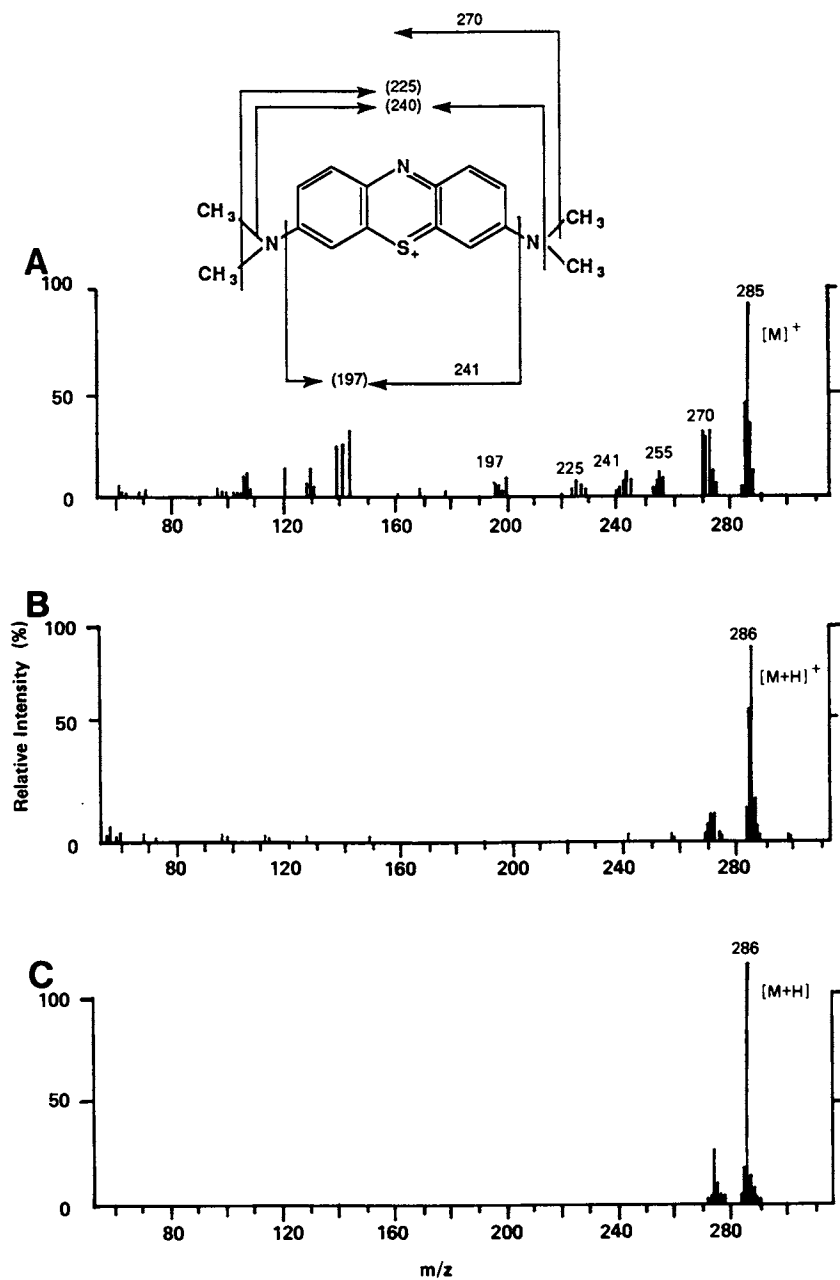 270
(225)
(240)
N
CH3
CH3
N
S+
N
CH3
CH3
(197)
241
A
100
50
0
285
[M]+
270
255
241
225
197
80
120
160
200
240
280
B
Relative Intensity (%)
100
50
0
286
[M+H]+
80
120
160
200
240
280
C
100
50
0
286
[M+H]
80
120
160
200
240
280
m/z